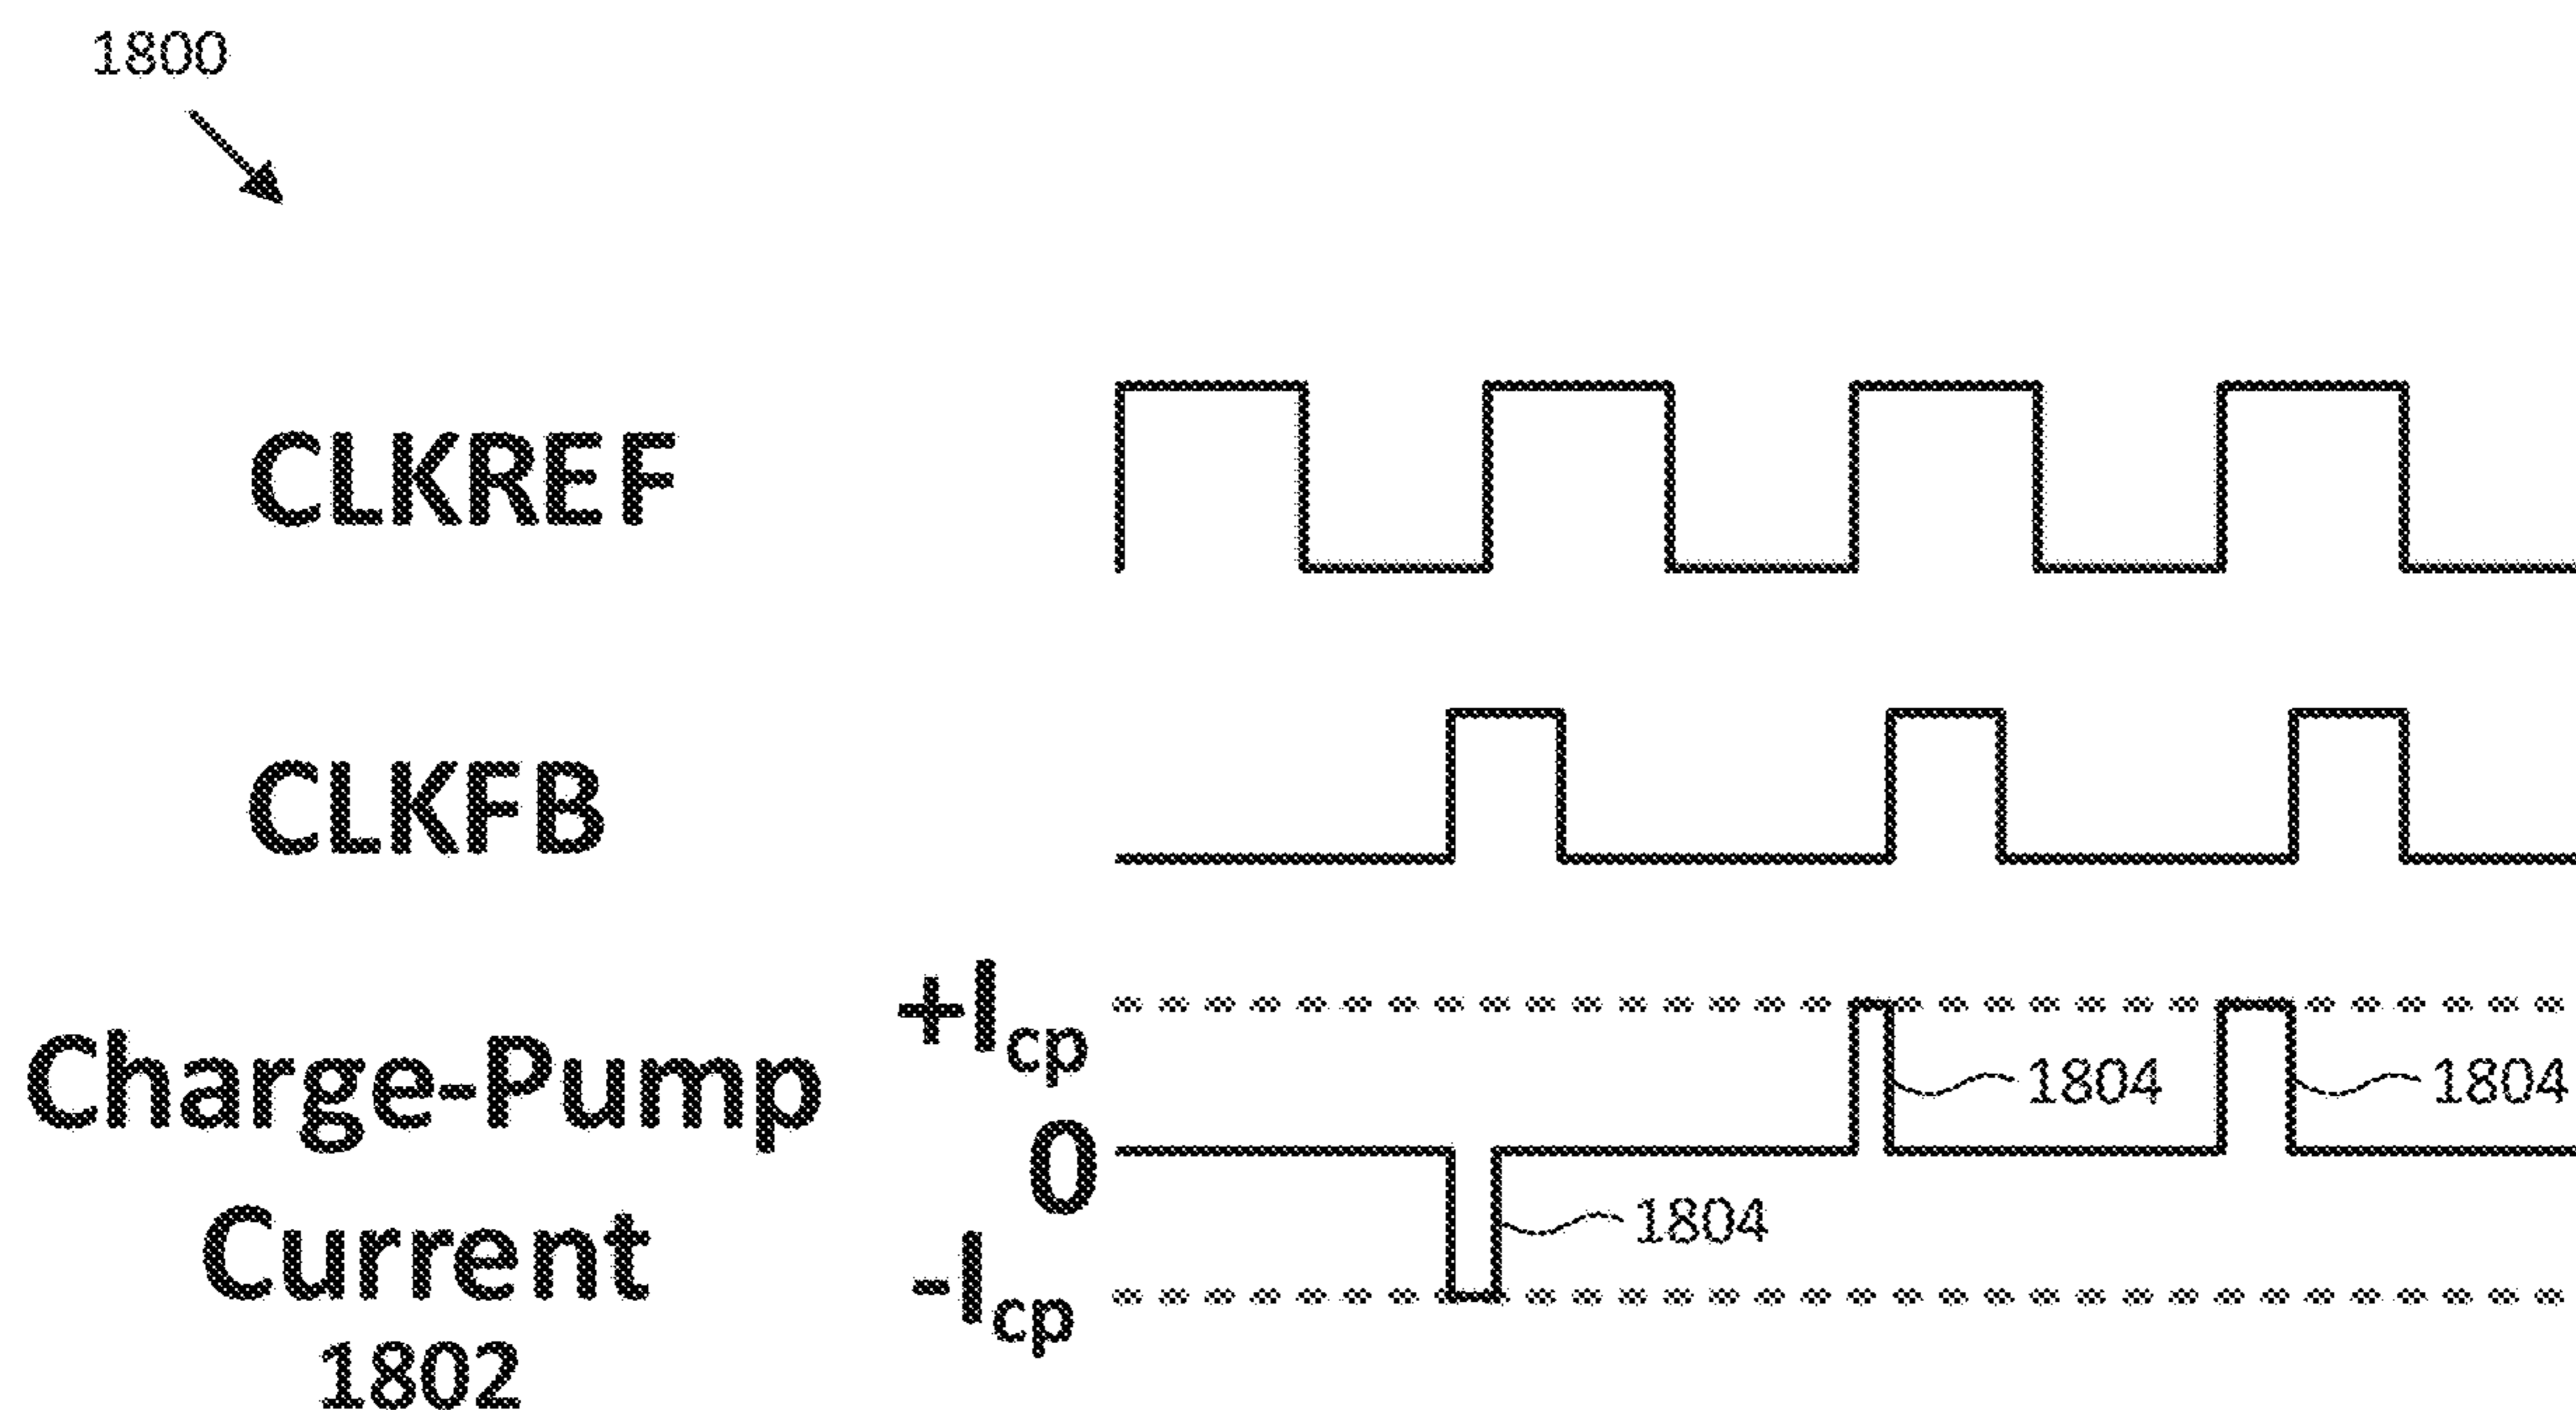 1800
CLKREF
CLKFB
Charge-Pump
Current
1802
+Icp
0
-Icp
1804
1804
1804